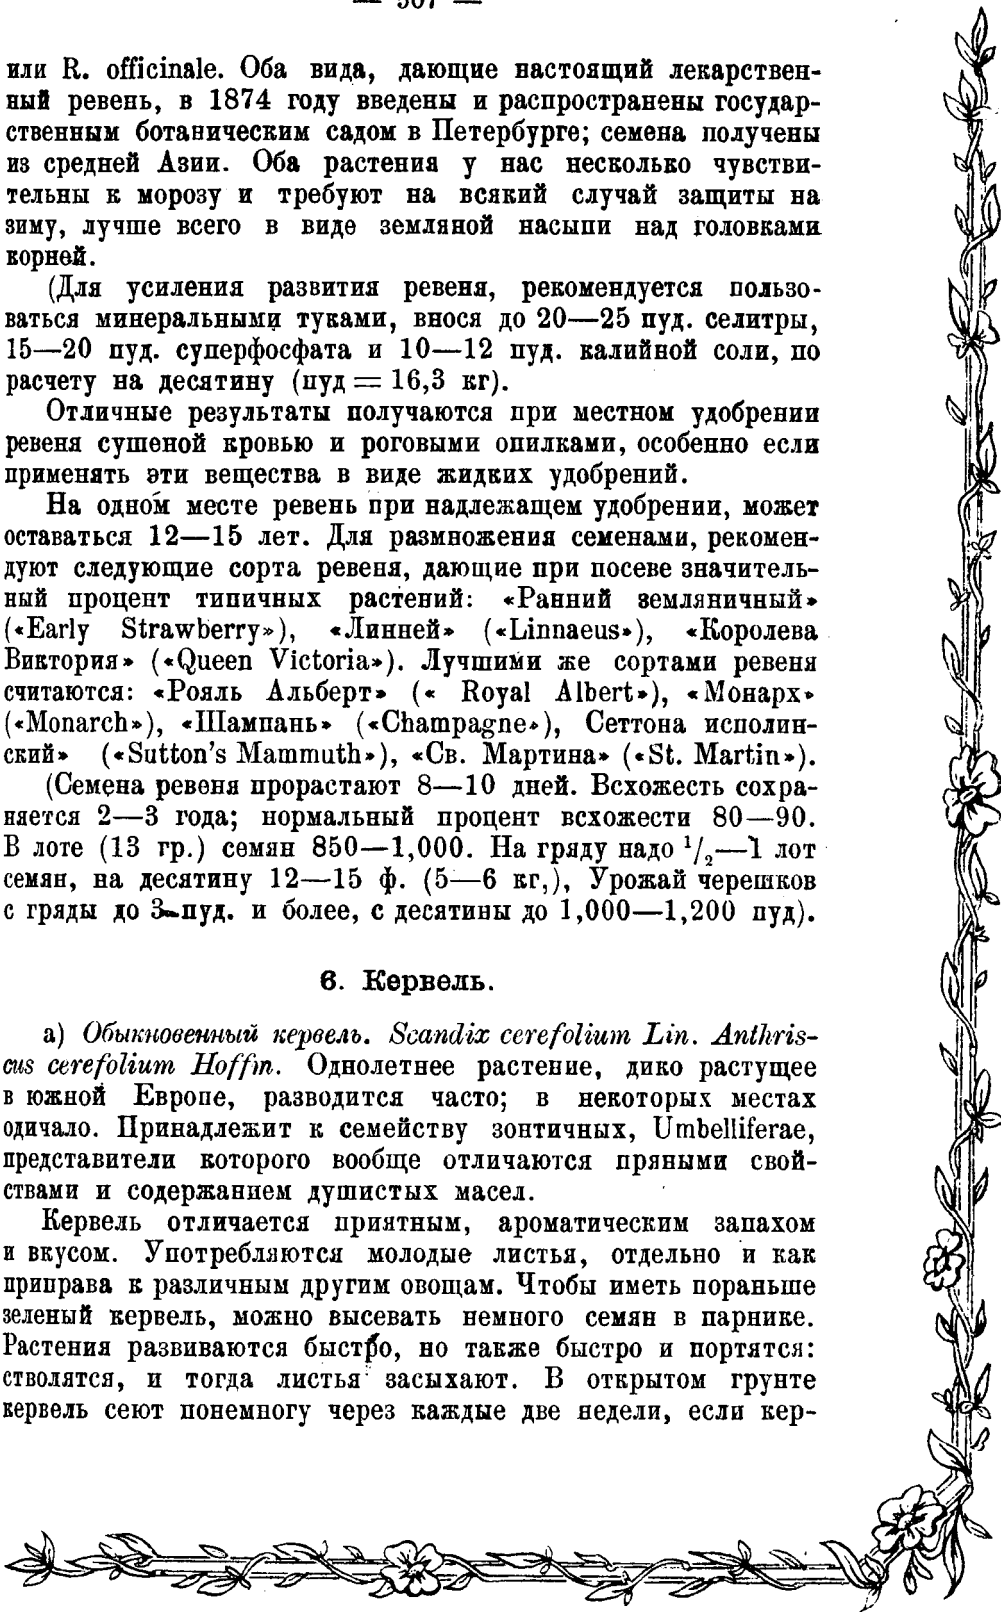 — 507 —
или R. officinale. Оба вида, дающие настоящий лекарствен-
ный ревень, в 1874 году введены и распространены государ-
ственным ботаническим садом в Петербурге; семена получены
из средней Азии. Оба растения у нас несколько чувстви-
тельны к морозу и требуют на всякий случай защиты на
зиму, лучше всего в виде земляной насыпи над головками
корней.
(Для усиления развития ревеня, рекомендуется пользо-
ваться минеральными туками, внося до 20—25 пуд. селитры,
15—20 пуд. суперфосфата и 10—12 пуд. калийной соли, по
расчету на десятину (пуд = 16,3 кг).
Отличные результаты получаются при местном удобрении
ревеня сушеной кровью и роговыми опилками, особенно если
применять эти вещества в виде жидких удобрений.
На одном месте ревень при надлежащем удобрении, может
оставаться 12—15 лет. Для размножения семенами, рекомен-
дуют следующие сорта ревеня, дающие при посеве значитель-
ный процент типичных растений: «Ранний земляничный»
(«Early Strawberry»), «Линней» («Linnaeus»), «Королева
Виктория» («Queen Victoria»). Лучшими же сортами ревеня
считаются: «Рояль Альберт» (« Royal Albert»), «Монарх»
(«Monarch»), «Шампань» («Champagne»), Сеттона исполин-
ский» («Sutton's Mammuth»), «Св. Мартина» («St. Martin»).
(Семена ревеня прорастают 8—10 дней. Всхожесть сохра-
няется 2—3 года; нормальный процент всхожести 80—90.
В лоте (13 гр.) семян 850—1,000. На гряду надо 1/2—1 лот
семян, на десятину 12—15 ф. (5—6 кг,), Урожай черешков
с гряды до 3 пуд. и более, с десятины до 1,000—1,200 пуд).
6. Кервель.
а) Обыкновенный кервель. Scandix cerefolium Lin. Anthris-
cus cerefolium Hoffm. Однолетнее растение, дико растущее
в южной Европе, разводится часто; в некоторых местах
одичало. Принадлежит к семейству зонтичных, Umbelliferae,
представители которого вообще отличаются пряными свой-
ствами и содержанием душистых масел.
Кервель отличается приятным, ароматическим запахом
и вкусом. Употребляются молодые листья, отдельно и как
приправа к различным другим овощам. Чтобы иметь пораньше
зеленый кервель, можно высевать немного семян в парнике.
Растения развиваются быстро, но также быстро и портятся:
стволятся, и тогда листья засыхают. В открытом грунте
кервель сеют понемногу через каждые две недели, если кер-